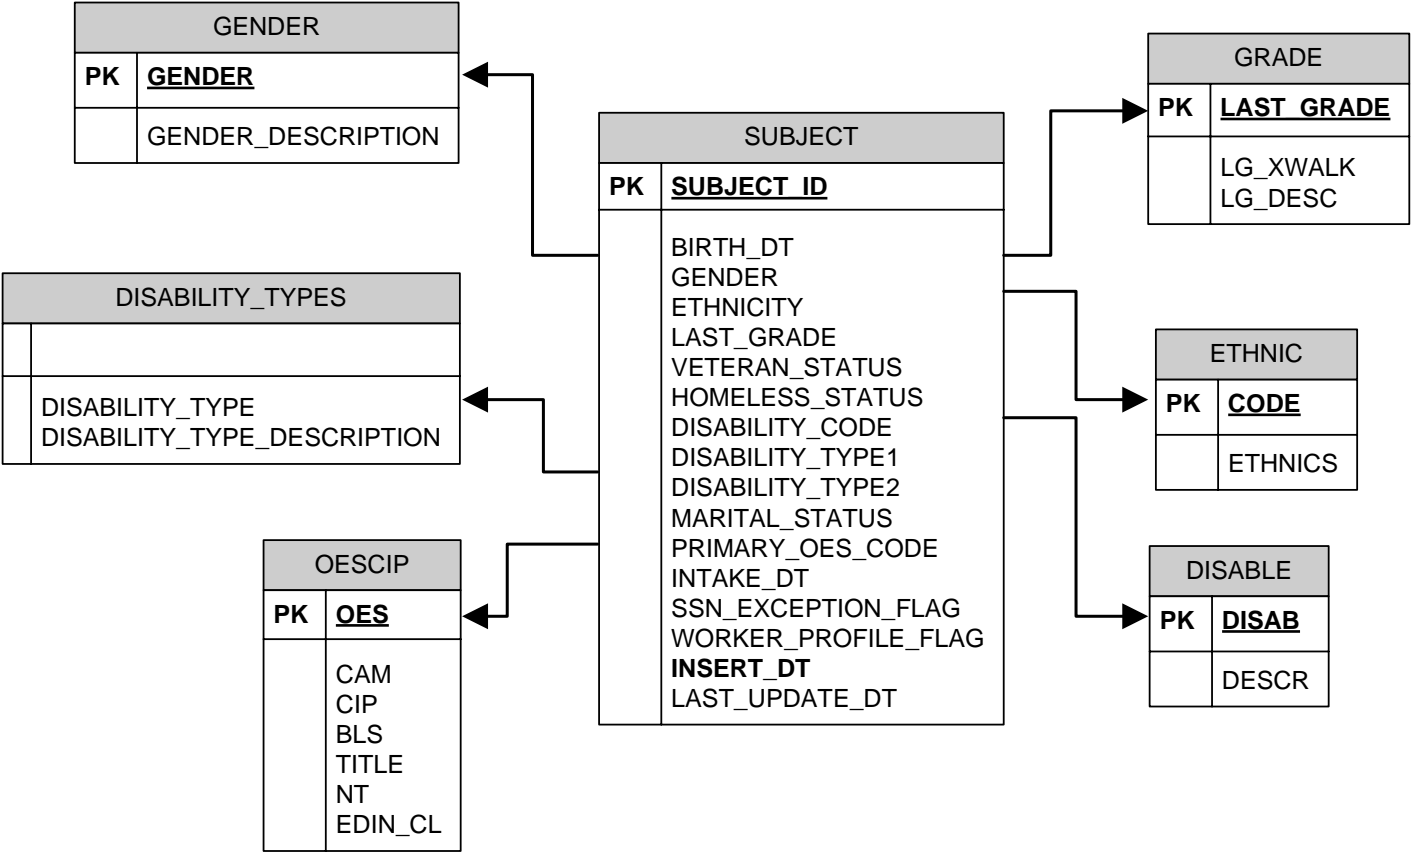 GENDER
PK GENDER
GENDER_DESCRIPTION
GRADE
PK LAST_GRADE
LG_XWALK
LG_DESC
SUBJECT
PK SUBJECT_ID
BIRTH_DT
GENDER
ETHNICITY
LAST_GRADE
VETERAN_STATUS
HOMELESS_STATUS
DISABILITY_CODE
DISABILITY_TYPE1
DISABILITY_TYPE2
MARITAL_STATUS
PRIMARY_OES_CODE
INTAKE_DT
SSN_EXCEPTION_FLAG
WORKER_PROFILE_FLAG
INSERT_DT
LAST_UPDATE_DT
DISABILITY_TYPES
DISABILITY_TYPE
DISABILITY_TYPE_DESCRIPTION
ETHNIC
PK CODE
ETHNICS
OESCIP
PK OES
CAM
CIP
BLS
TITLE
NT
EDIN_CL
DISABLE
PK DISAB
DESCR